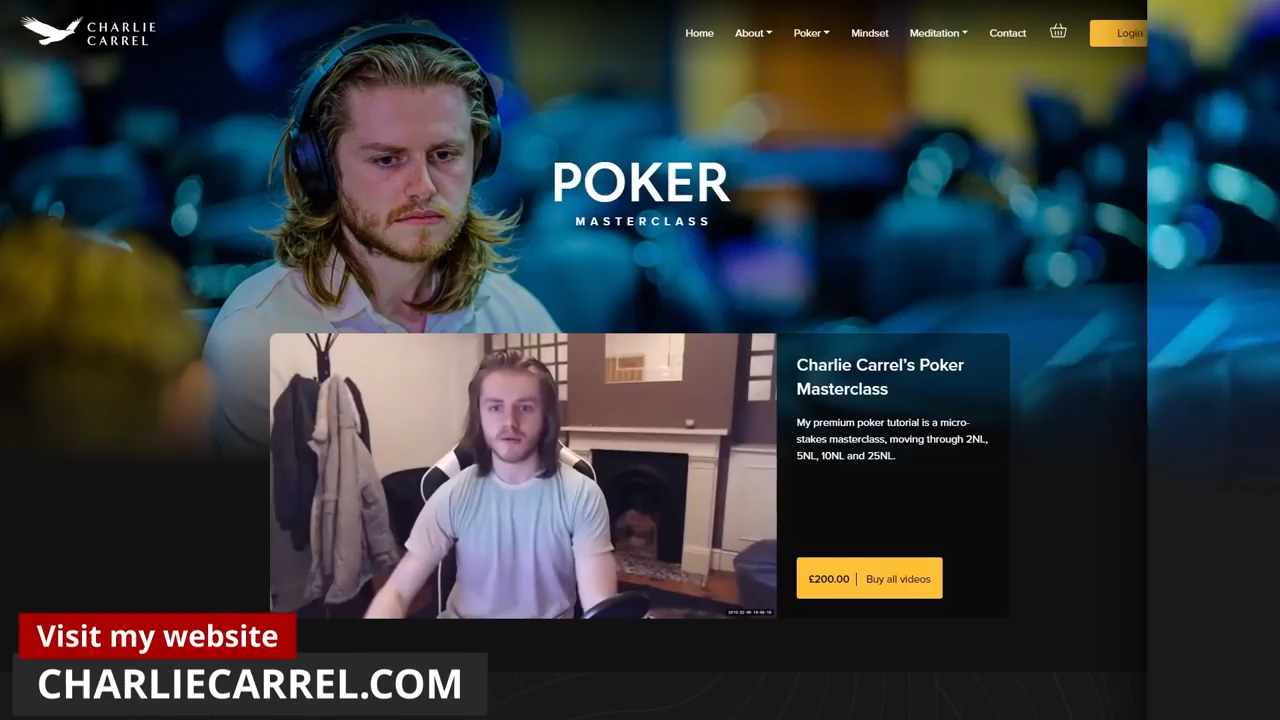 CHARLIE
CARREL
Home About Poker Mindset Meditation Contact Login
POKER
MASTERCLASS
Charlie Carrel's Poker
Masterclass
My premium poker tutorial is a micro-
stakes masterclass, moving through 2NL,
5NL, 10NL and 25NL.
£200.00 | Buy all videos
Visit my website
CHARLIECARREL.COM